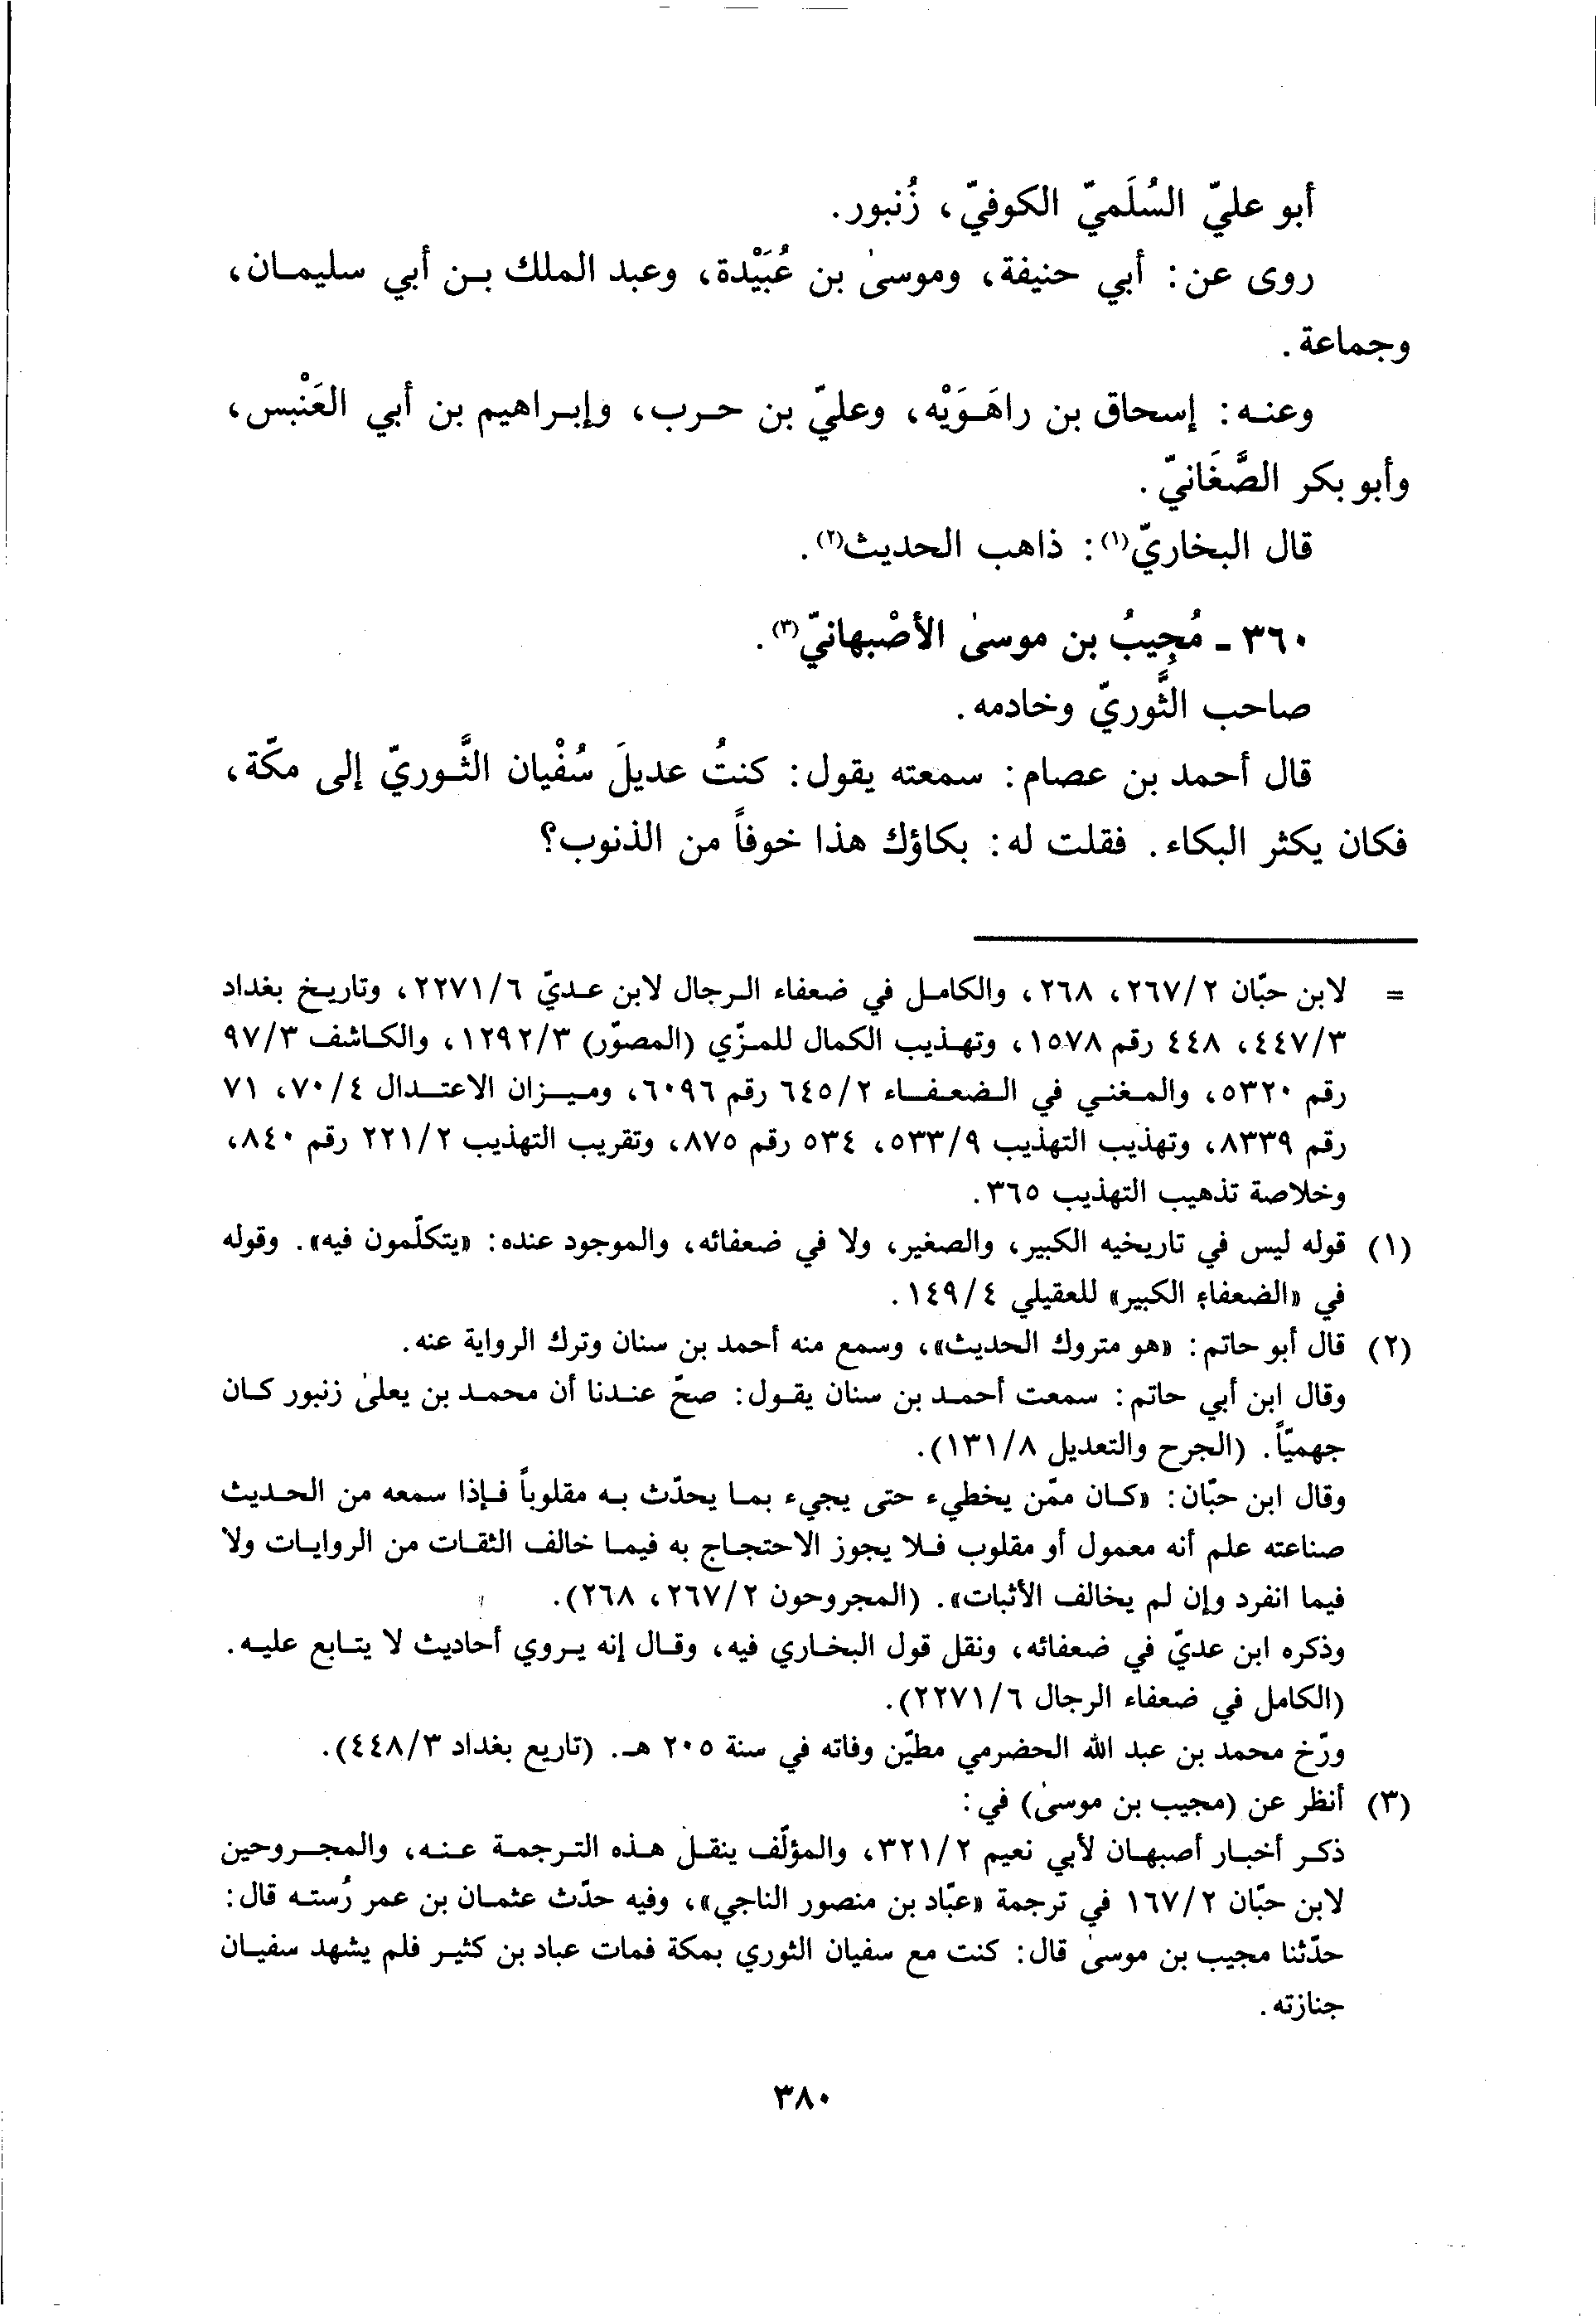 أبو عليّ السُلَميّ الكوفيّ، زُنبور.
روى عن: أبي حنيفة، وموسىٰ بن عُبَيْدة، وعبد الملك بن أبي سليمان،
وجماعة.
وعنه: إسحاق بن راهَوَيْه، وعليّ بن حرب، وإبراهيم بن أبي العَنْبس،
وأبو بكر الصَّغَانيّ.
قال البخاريّ(١): ذاهب الحديث(٢).
٣٦٠ - مُجِيبُ بن موسىٰ الأصْبهانيّ(٣).
صاحب الثَّوريّ وخادمه.
قال أحمد بن عصام: سمعته يقول: كنتُ عديلَ سُفْيان الثَّوريّ إلى مكّة،
فكان يكثر البكاء. فقلت له: بكاؤك هذا خوفاً من الذنوب؟
= لابن حبّان ٢/٢٦٧، ٢٦٨، والكامل في ضعفاء الرجال لابن عديّ ٦/٢٢٧١، وتاريخ بغداد
٣/٤٤٧، ٤٤٨ رقم ١٥٧٨، وتهذيب الكمال للمزّي (المصوّر) ٣/١٢٩٢، والكاشف ٣/٩٧
رقم ٥٣٢٠، والمغني في الضعفاء ٢/٦٤٥ رقم ٦٠٩٦، وميزان الاعتدال ٤/٧٠، ٧١
رقم ٨٣٣٩، وتهذيب التهذيب ٩/٥٣٣، ٥٣٤ رقم ٨٧٥، وتقريب التهذيب ٢/٢٢١ رقم ٨٤٠،
وخلاصة تذهيب التهذيب ٣٦٥.
(١) قوله ليس في تاريخيه الكبير، والصغير، ولا في ضعفائه، والموجود عنده: «يتكلّمون فيه». وقوله
في «الضعفاء الكبير» للعقيلي ٤/١٤٩.
(٢) قال أبو حاتم: «هو متروك الحديث»، وسمع منه أحمد بن سنان وترك الرواية عنه.
وقال ابن أبي حاتم: سمعت أحمد بن سنان يقول: صحّ عندنا أن محمد بن يعلىٰ زنبور كان
جهميّاً. (الجرح والتعديل ٨/١٣١).
وقال ابن حبّان: «كان ممّن يخطيء حتى يجيء بما يحدّث به مقلوباً فإذا سمعه من الحديث
صناعته علم أنه معمول أو مقلوب فلا يجوز الاحتجاج به فيما خالف الثقات من الروايات ولا
فيما انفرد وإن لم يخالف الأثبات». (المجروحون ٢/٢٦٧، ٢٦٨).
وذكره ابن عديّ في ضعفائه، ونقل قول البخاري فيه، وقال إنه يروي أحاديث لا يتابع عليه.
(الكامل في ضعفاء الرجال ٦/٢٢٧١).
ورّخ محمد بن عبد الله الحضرمي مطيّن وفاته في سنة ٢٠٥ هـ. (تاريع بغداد ٣/٤٤٨).
(٣) أنظر عن (مجيب بن موسىٰ) في:
ذكر أخبار أصبهان لأبي نعيم ٢/٣٢١، والمؤلّف ينقل هذه الترجمة عنه، والمجروحين
لابن حبّان ٢/١٦٧ في ترجمة «عبّاد بن منصور الناجي»، وفيه حدّث عثمان بن عمر رُسته قال:
حدّثنا مجيب بن موسىٰ قال: كنت مع سفيان الثوري بمكة فمات عباد بن كثير فلم يشهد سفيان
جنازته.
٣٨٠